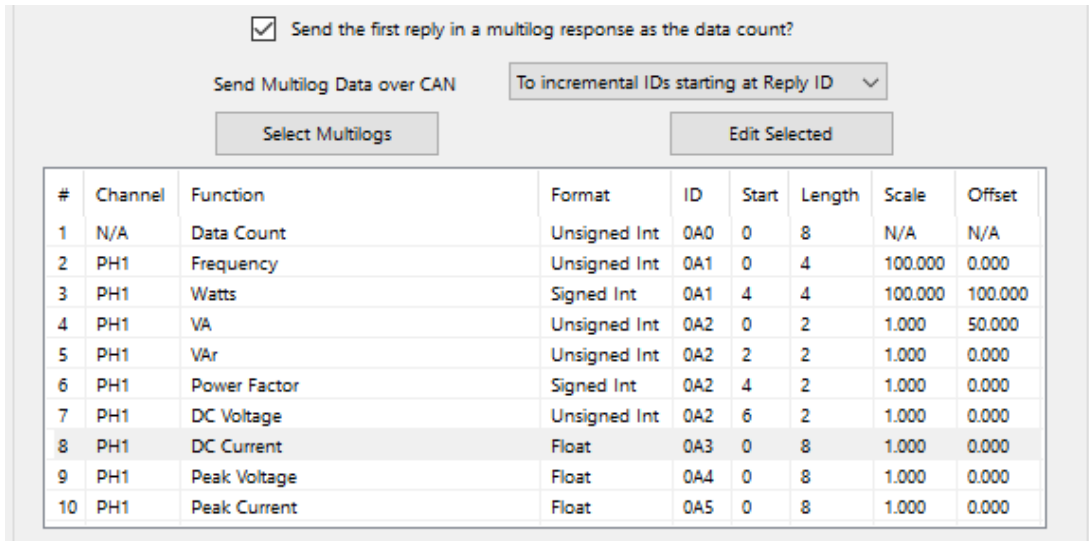 Send the first reply in a multilog response as the data count?
Send Multilog Data over CAN To incremental IDs starting at Reply ID
Select Multilogs Edit Selected
# Channel Function Format ID Start Length Scale Offset
1 N/A Data Count Unsigned Int 0A0 0 8 N/A N/A
2 PH1 Frequency Unsigned Int 0A1 0 4 100.000 0.000
3 PH1 Watts Signed Int 0A1 4 4 100.000 100.000
4 PH1 VA Unsigned Int 0A2 0 2 1.000 50.000
5 PH1 VAr Unsigned Int 0A2 2 2 1.000 0.000
6 PH1 Power Factor Signed Int 0A2 4 2 1.000 0.000
7 PH1 DC Voltage Unsigned Int 0A2 6 2 1.000 0.000
8 PH1 DC Current Float 0A3 0 8 1.000 0.000
9 PH1 Peak Voltage Float 0A4 0 8 1.000 0.000
10 PH1 Peak Current Float 0A5 0 8 1.000 0.000